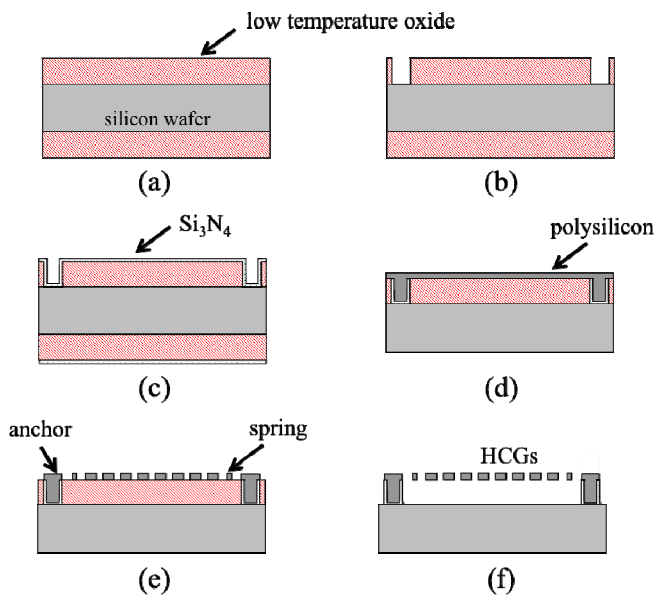 low temperature oxide
silicon wafer
(a)
(b)
Si₃N₄
polysilicon
(c)
(d)
anchor
spring
HCGs
(e)
(f)